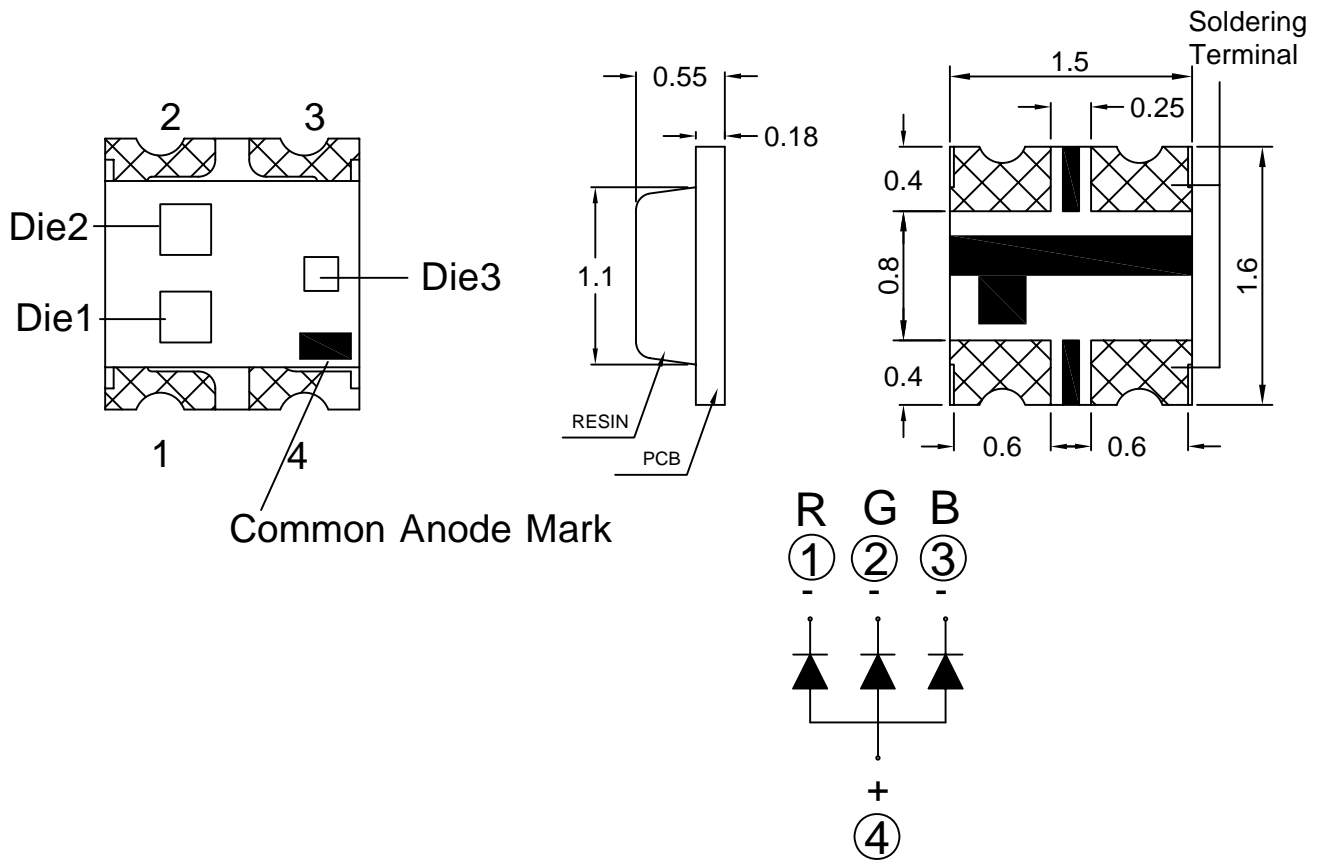 2
3
Die2
Die3
Die1
1
4
Common Anode Mark
0.55
0.18
1.1
RESIN
PCB
Soldering
Terminal
1.5
0.25
0.4
0.8
1.6
0.4
0.6
0.6
R G B
1 2 3
- - -
+
4